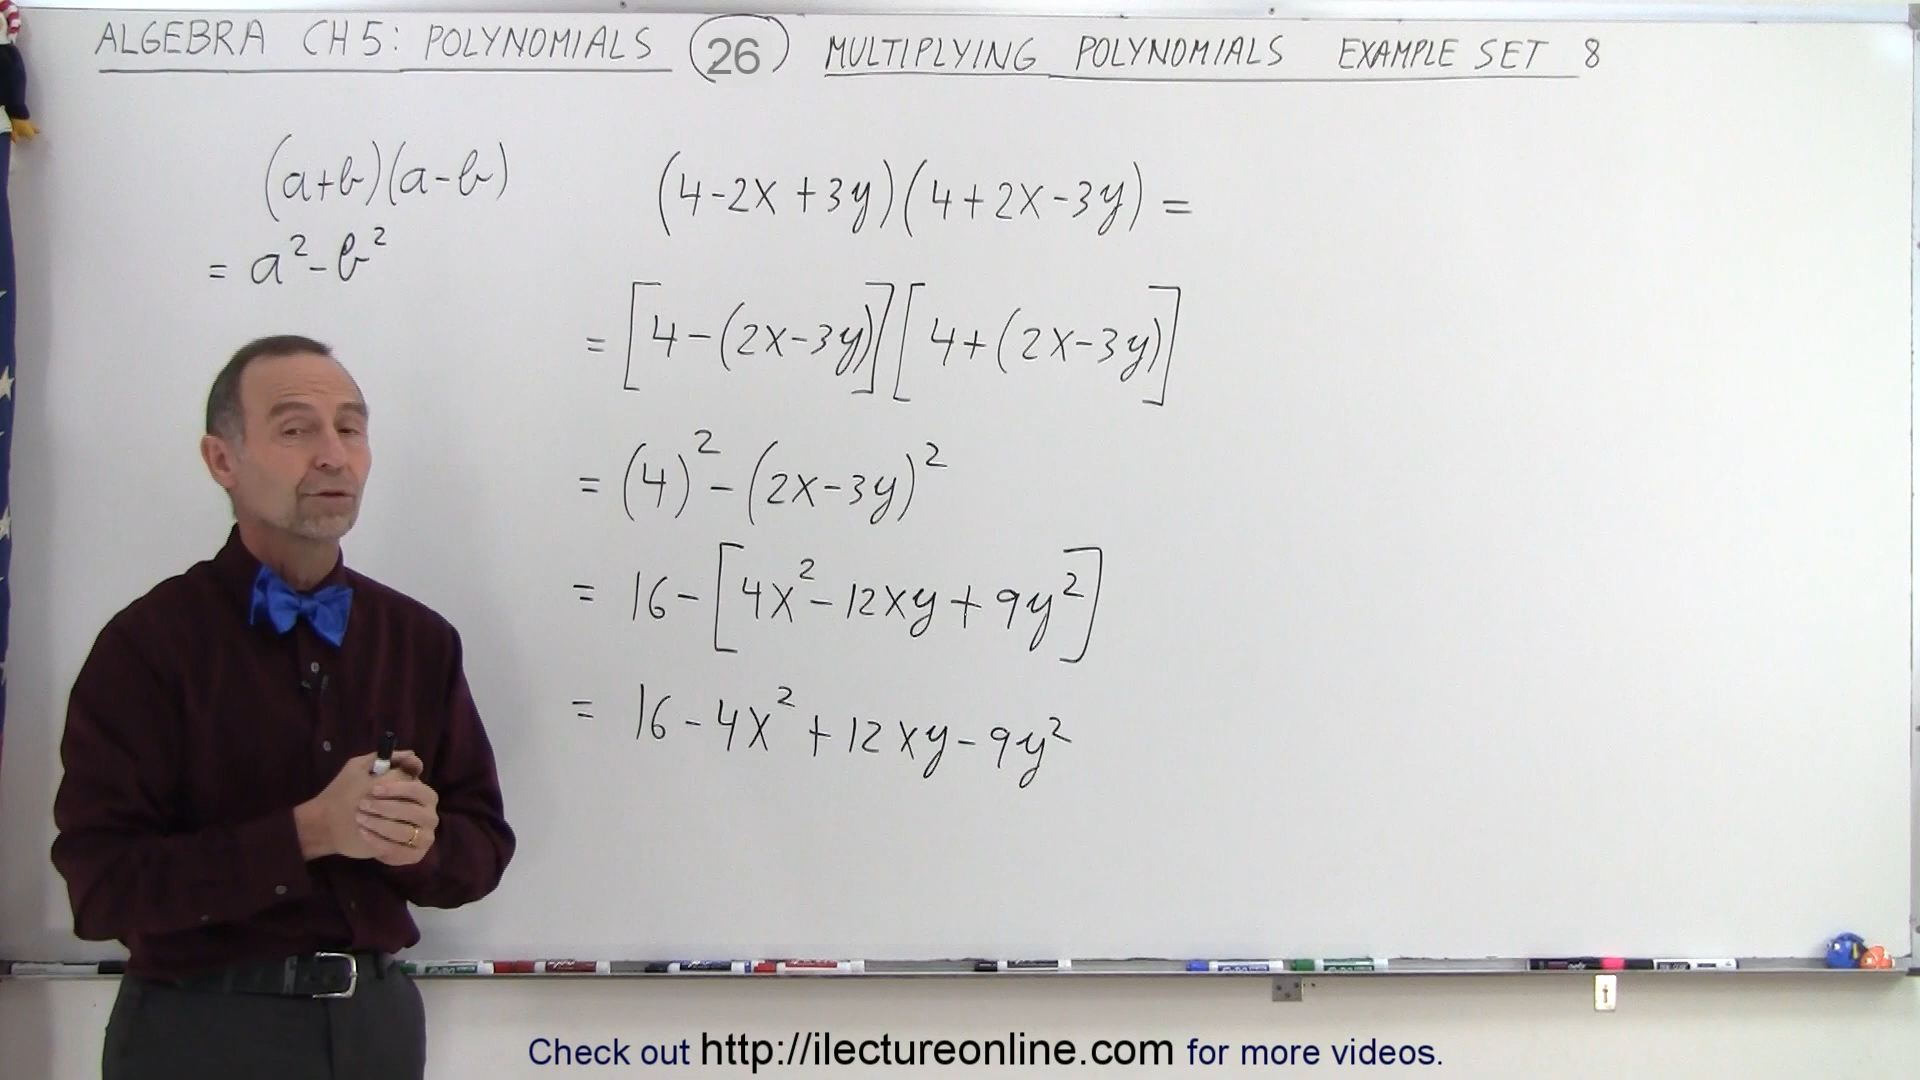 ALGEBRA CH 5: POLYNOMIALS 26 MULTIPLYING POLYNOMIALS EXAMPLE SET 8
(a+b)(a-b)
= a²-b²
(4-2x+3y)(4+2x-3y)=
= [4-(2x-3y)][4+(2x-3y)]
= (4)²-(2x-3y)²
= 16-[4x²-12xy+9y²]
= 16-4x²+12xy-9y²
Check out http://ilectureonline.com for more videos.